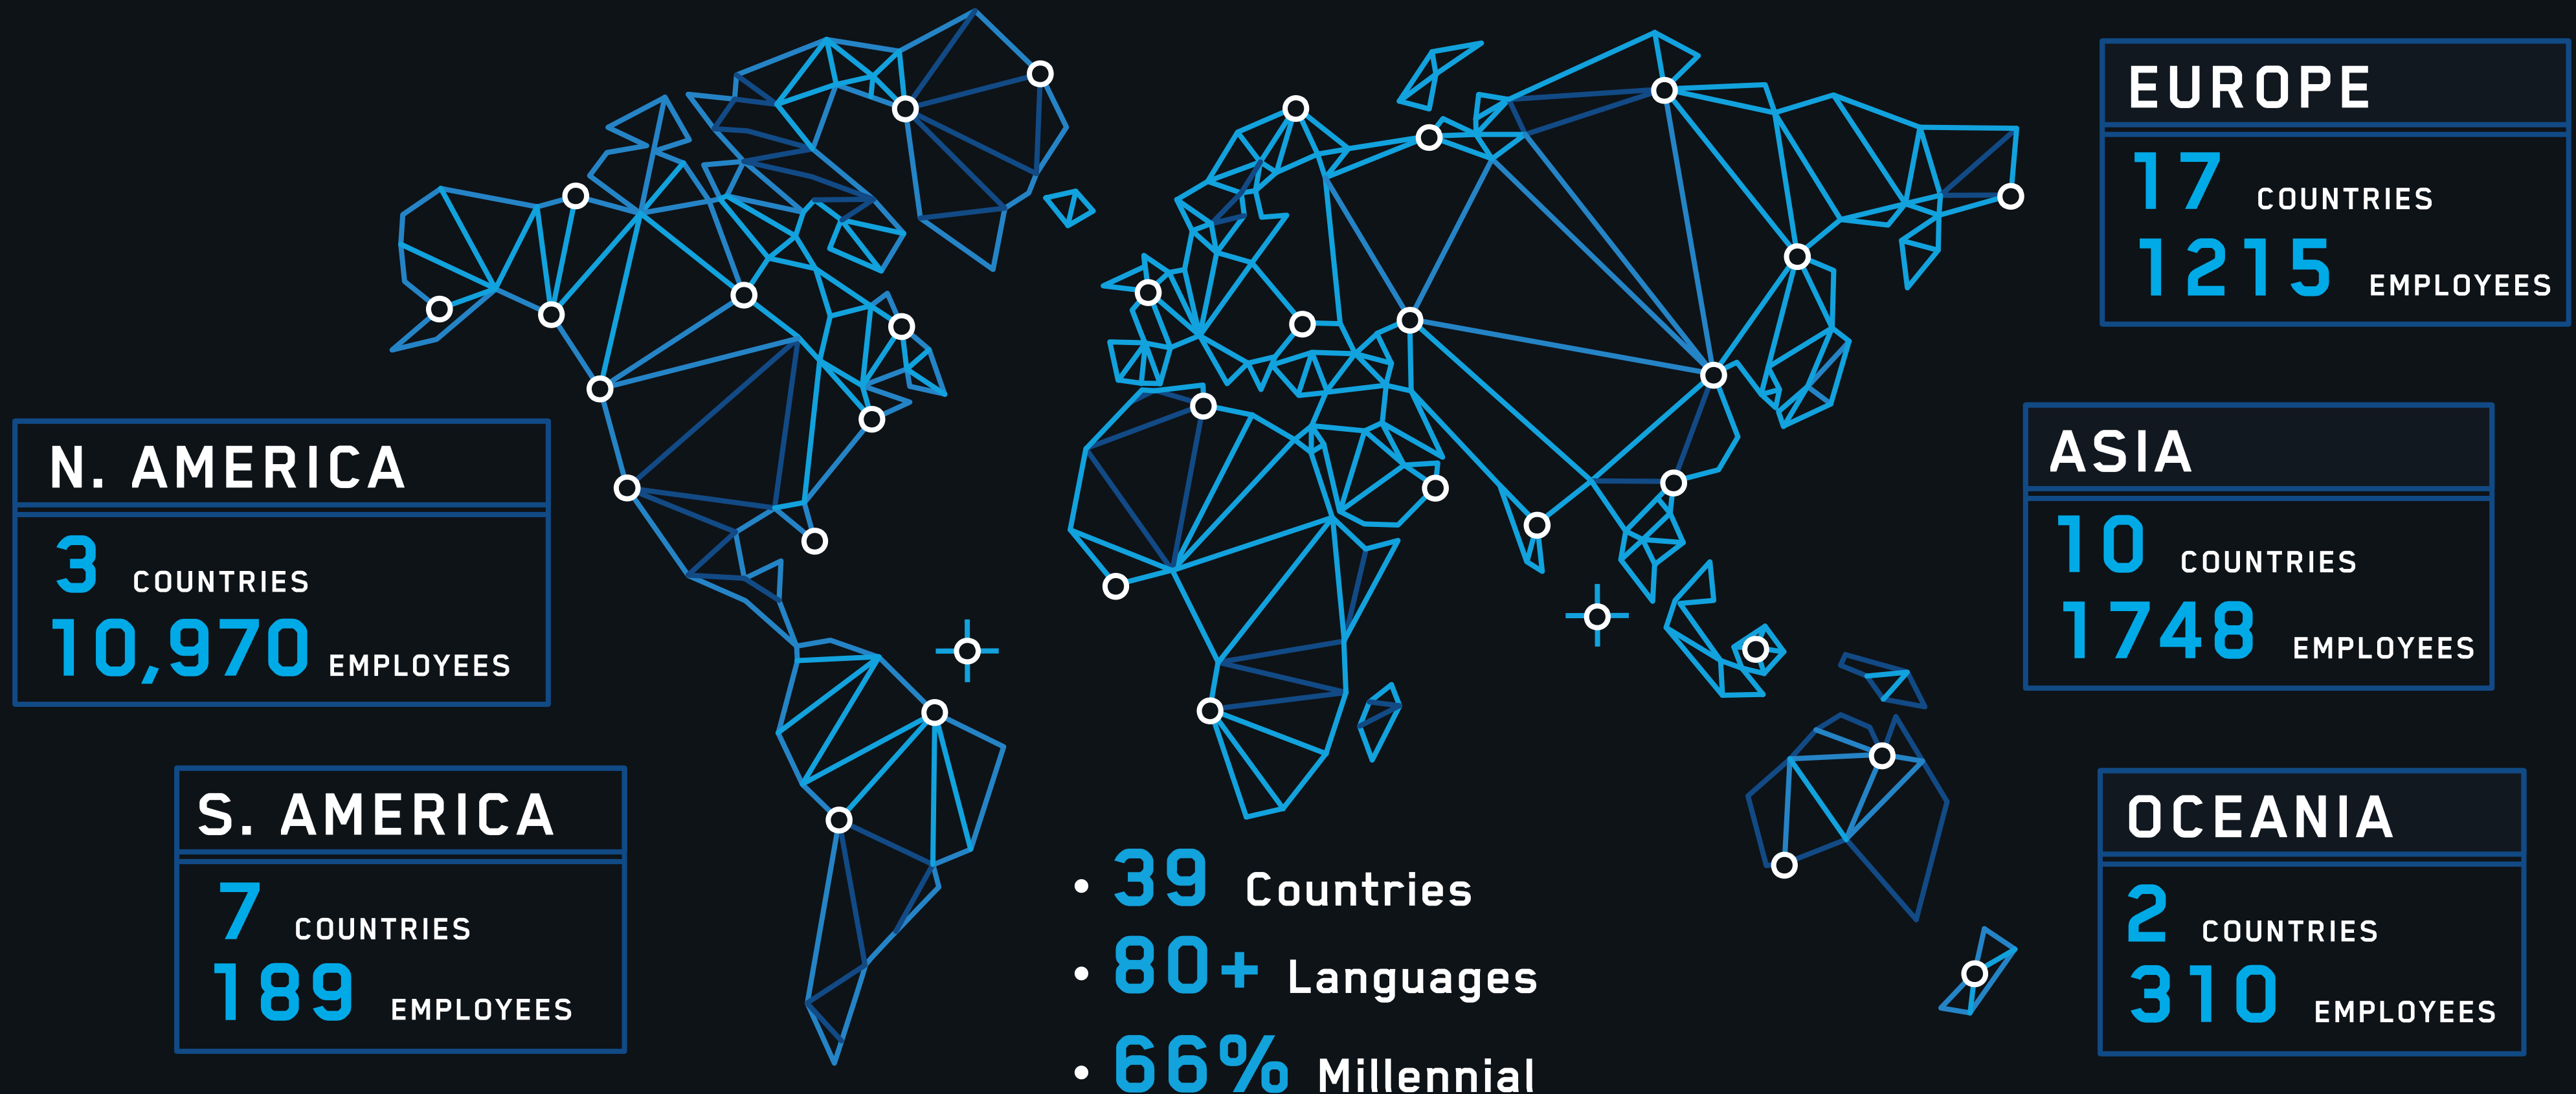 EUROPE
17 COUNTRIES
1215 EMPLOYEES
N. AMERICA
3 COUNTRIES
10,970 EMPLOYEES
ASIA
10 COUNTRIES
1748 EMPLOYEES
S. AMERICA
7 COUNTRIES
189 EMPLOYEES
OCEANIA
2 COUNTRIES
310 EMPLOYEES
• 39 Countries
• 80+ Languages
• 66% Millennial